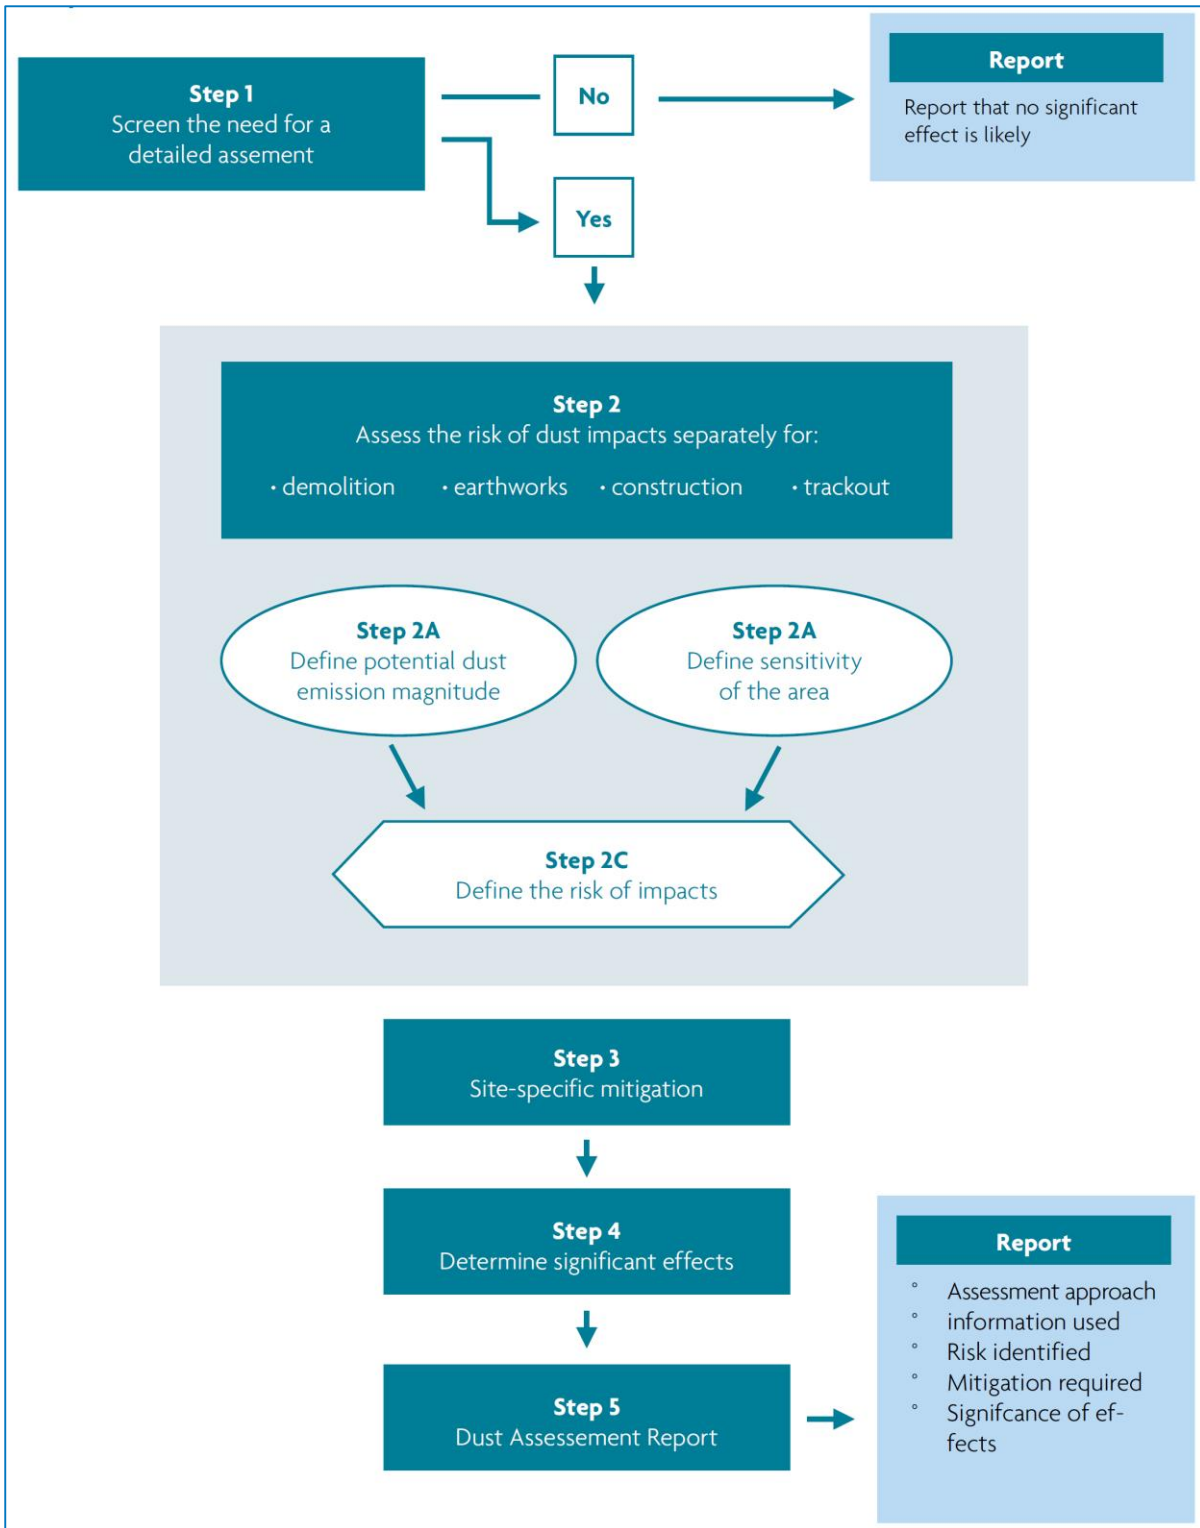 Step 1
Screen the need for a
detailed assement
No
Report
Report that no significant
effect is likely
Yes
Step 2
Assess the risk of dust impacts separately for:
• demolition • earthworks • construction • trackout
Step 2A
Define potential dust
emission magnitude
Step 2A
Define sensitivity
of the area
Step 2C
Define the risk of impacts
Step 3
Site-specific mitigation
Step 4
Determine significant effects
Step 5
Dust Assessement Report
Report
° Assessment approach
° information used
° Risk identified
° Mitigation required
° Signifcance of ef-
fects